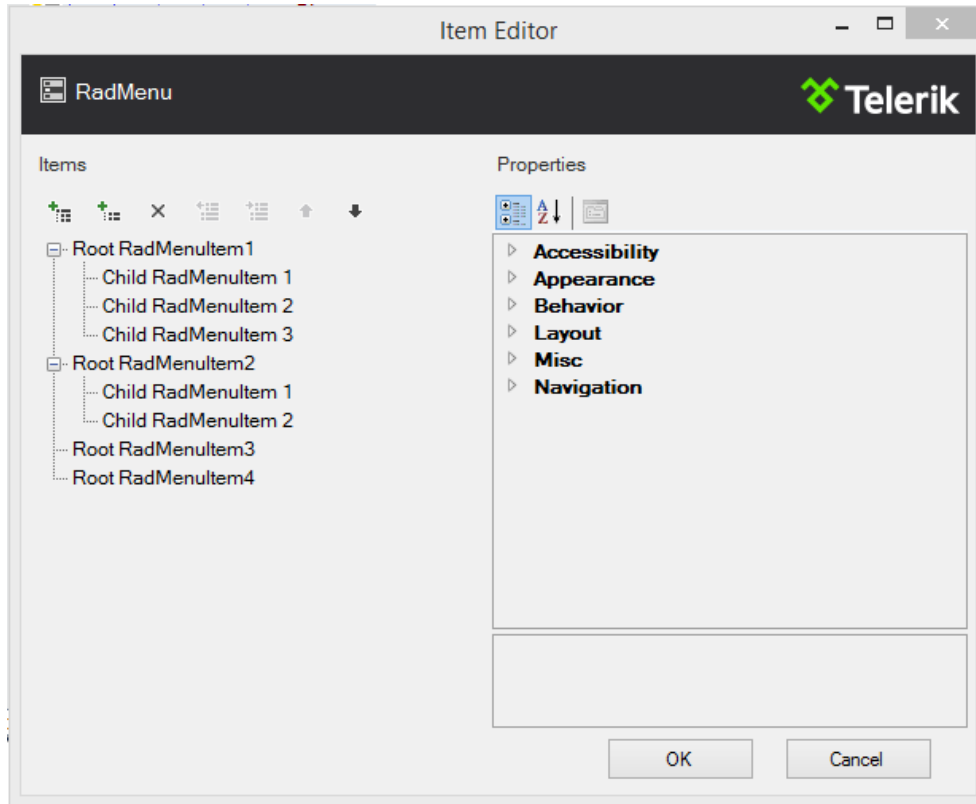 Item Editor
RadMenu
Telerik
Items
Properties
A
Z
Root RadMenuItem1
Child RadMenuItem 1
Child RadMenuItem 2
Child RadMenuItem 3
Root RadMenuItem2
Child RadMenuItem 1
Child RadMenuItem 2
Root RadMenuItem3
Root RadMenuItem4
Accessibility
Appearance
Behavior
Layout
Misc
Navigation
OK
Cancel